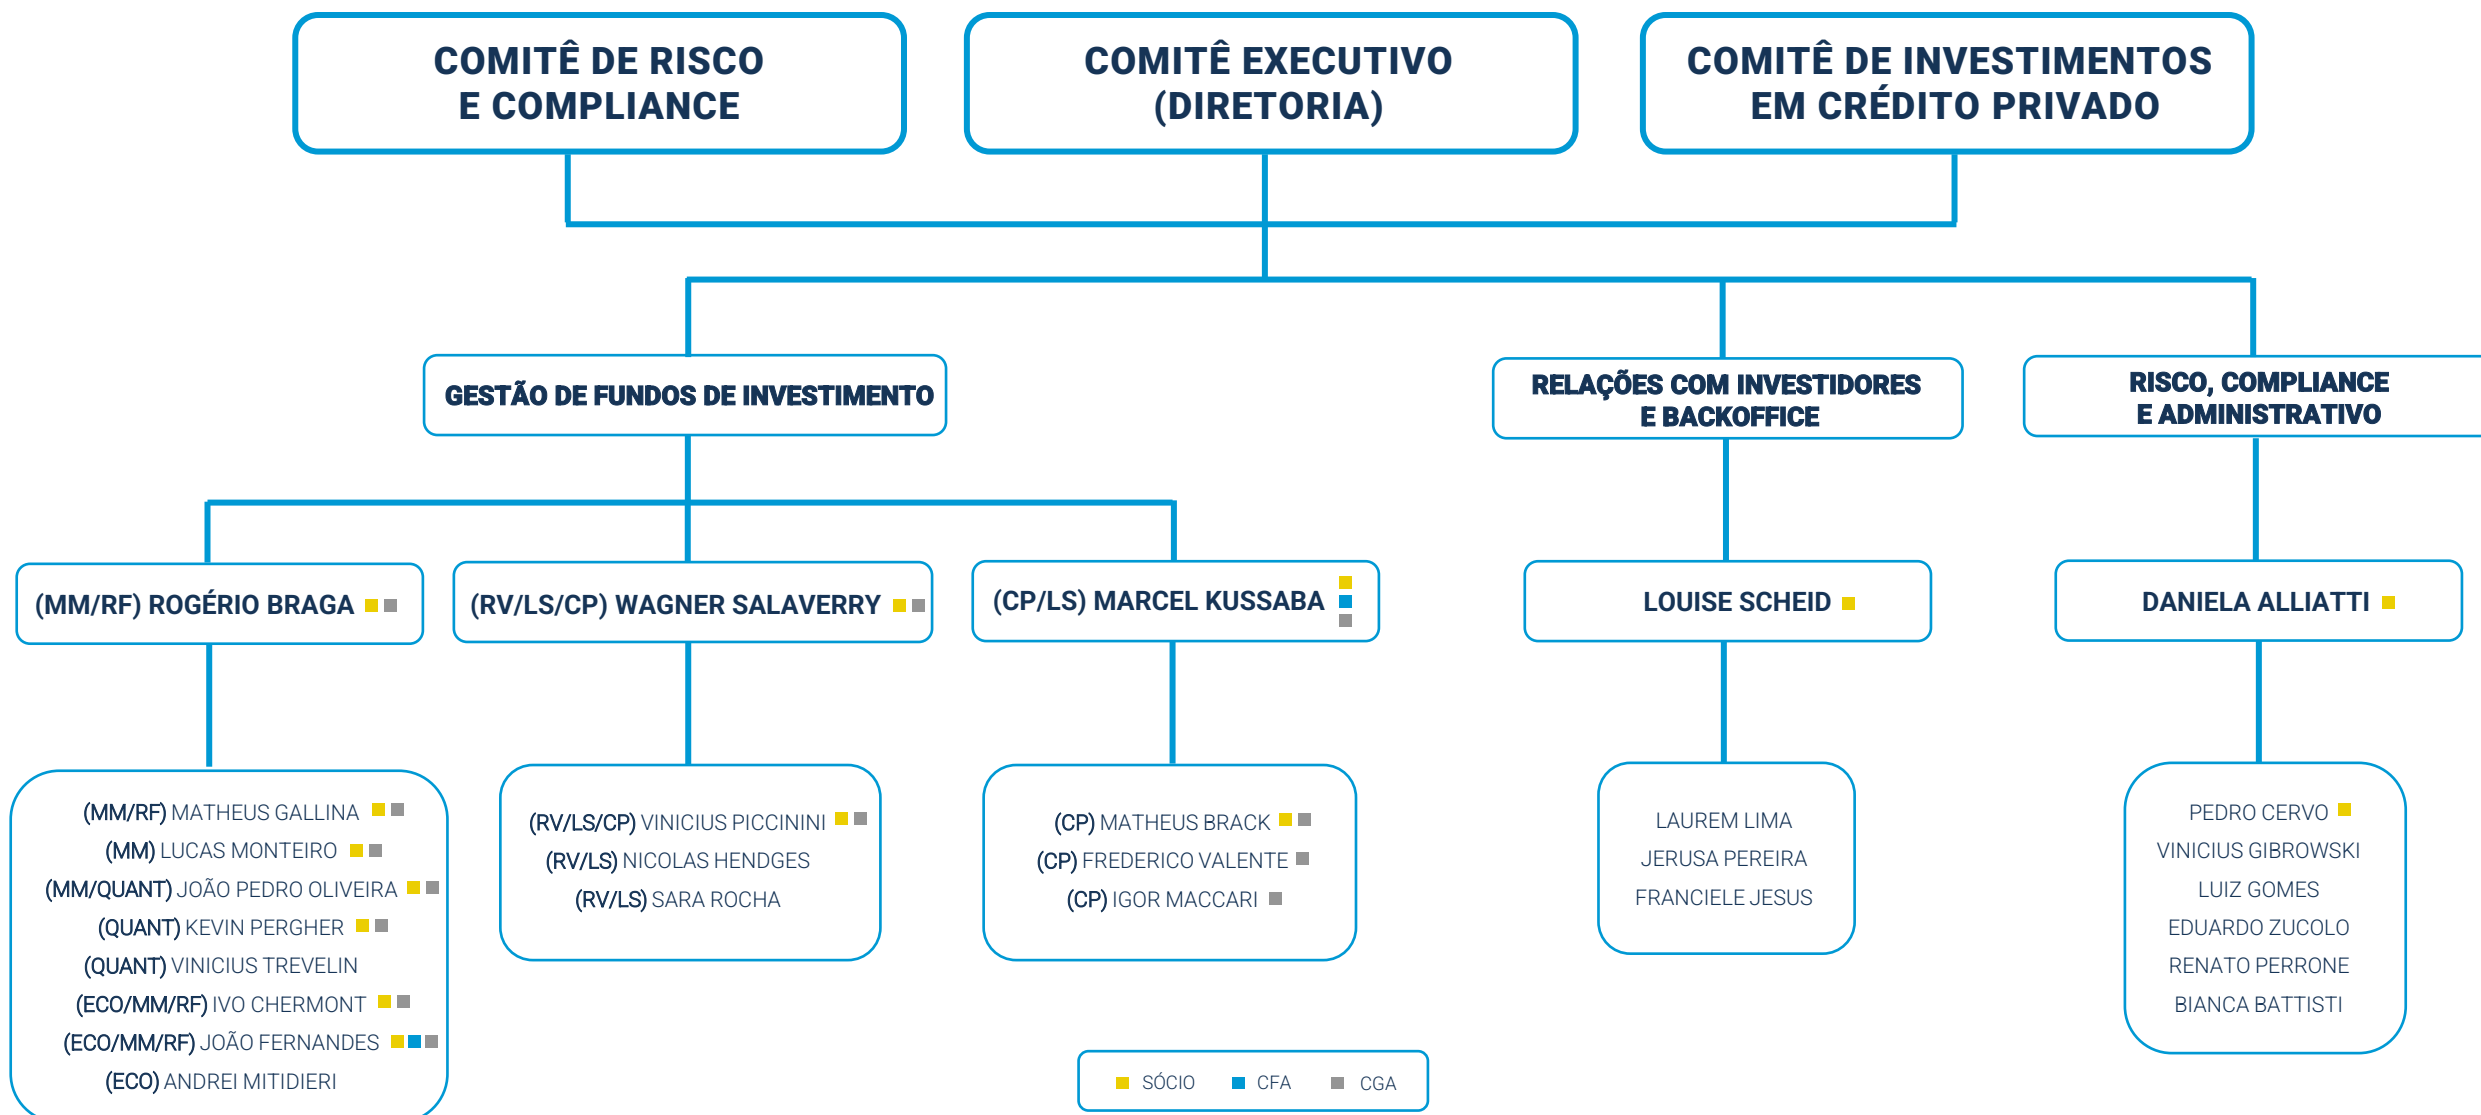 COMITÊ DE RISCO
E COMPLIANCE
COMITÊ EXECUTIVO
(DIRETORIA)
COMITÊ DE INVESTIMENTOS
EM CRÉDITO PRIVADO
GESTÃO DE FUNDOS DE INVESTIMENTO
RELAÇÕES COM INVESTIDORES
E BACKOFFICE
RISCO, COMPLIANCE
E ADMINISTRATIVO
(MM/RF) ROGÉRIO BRAGA
(RV/LS/CP) WAGNER SALAVERRY
(CP/LS) MARCEL KUSSABA
LOUISE SCHEID
DANIELA ALLIATTI
(MM/RF) MATHEUS GALLINA
(MM) LUCAS MONTEIRO
(MM/QUANT) JOÃO PEDRO OLIVEIRA
(QUANT) KEVIN PERGHER
(QUANT) VINICIUS TREVELIN
(ECO/MM/RF) IVO CHERMONT
(ECO/MM/RF) JOÃO FERNANDES
(ECO) ANDREI MITIDIERI
(RV/LS/CP) VINICIUS PICCININI
(RV/LS) NICOLAS HENDGES
(RV/LS) SARA ROCHA
(CP) MATHEUS BRACK
(CP) FREDERICO VALENTE
(CP) IGOR MACCARI
LAUREM LIMA
JERUSA PEREIRA
FRANCIELE JESUS
PEDRO CERVO
VINICIUS GIBROWSKI
LUIZ GOMES
EDUARDO ZUCOLO
RENATO PERRONE
BIANCA BATTISTI
SÓCIO CFA CGA